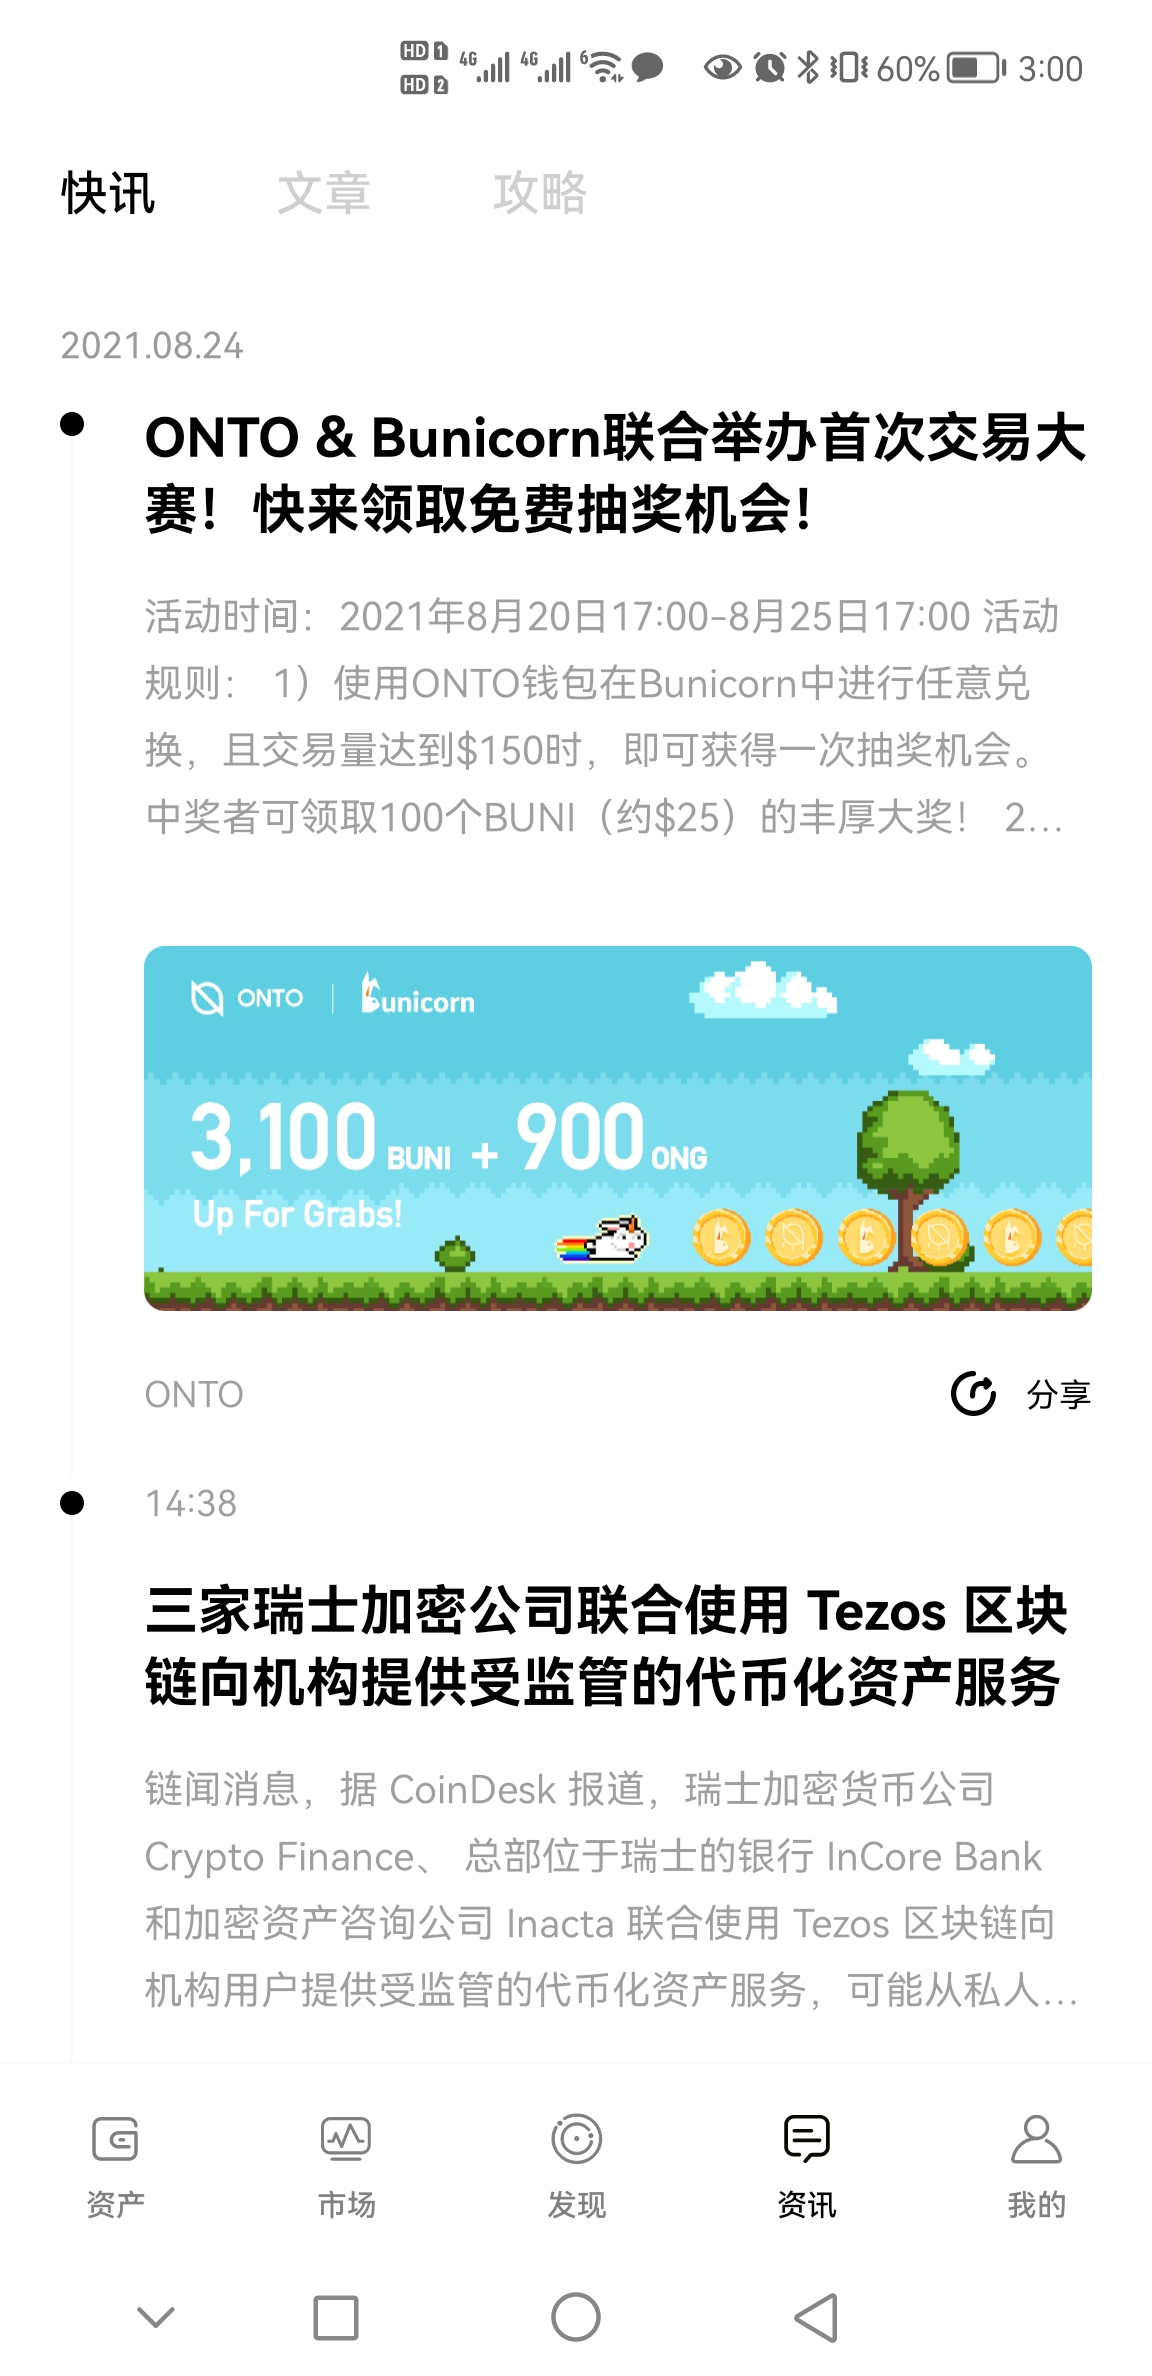 HD 1 4G 4G 6 60% 3:00
HD 2
快讯 文章 攻略
2021.08.24
ONTO & Bunicorn联合举办首次交易大
赛！快来领取免费抽奖机会！
活动时间：2021年8月20日17:00-8月25日17:00 活动
规则： 1）使用ONTO钱包在Bunicorn中进行任意兑
换，且交易量达到$150时，即可获得一次抽奖机会。
中奖者可领取100个BUNI（约$25）的丰厚大奖！ 2...
ONTO | Bunicorn
3,100 BUNI + 900 ONG
Up For Grabs!
ONTO 分享
14:38
三家瑞士加密公司联合使用 Tezos 区块
链向机构提供受监管的代币化资产服务
链闻消息，据 CoinDesk 报道，瑞士加密货币公司
Crypto Finance、 总部位于瑞士的银行 InCore Bank
和加密资产咨询公司 Inacta 联合使用 Tezos 区块链向
机构用户提供受监管的代币化资产服务，可能从私人...
资产 市场 发现 资讯 我的